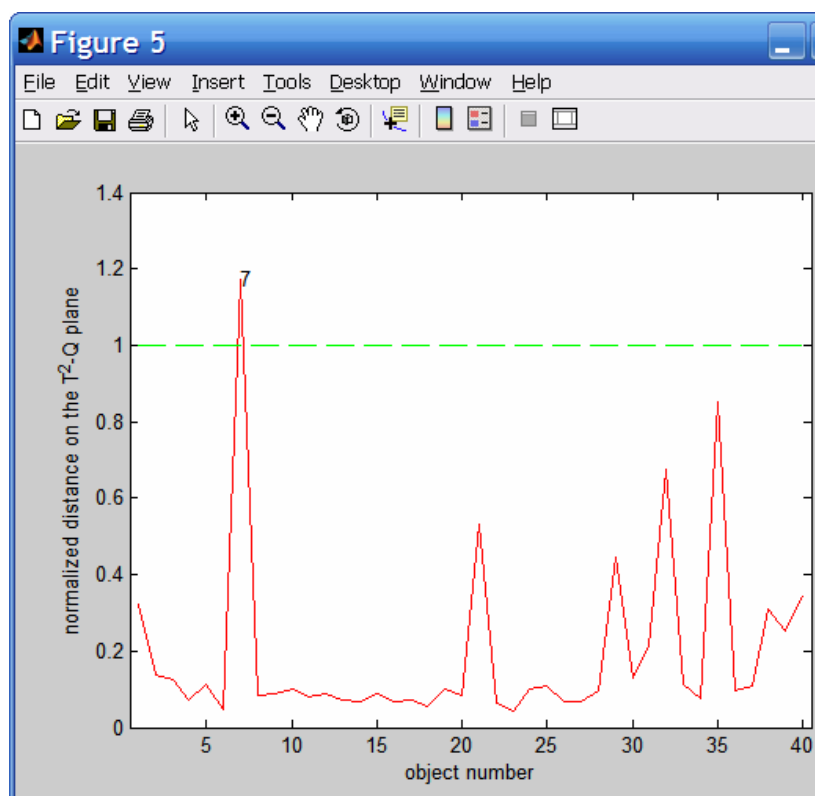 Figure 5
File Edit View Insert Tools Desktop Window Help
1.4
1.2
7
1
0.8
0.6
0.4
0.2
0
normalized distance on the T²-Q plane
5 10 15 20 25 30 35 40
object number